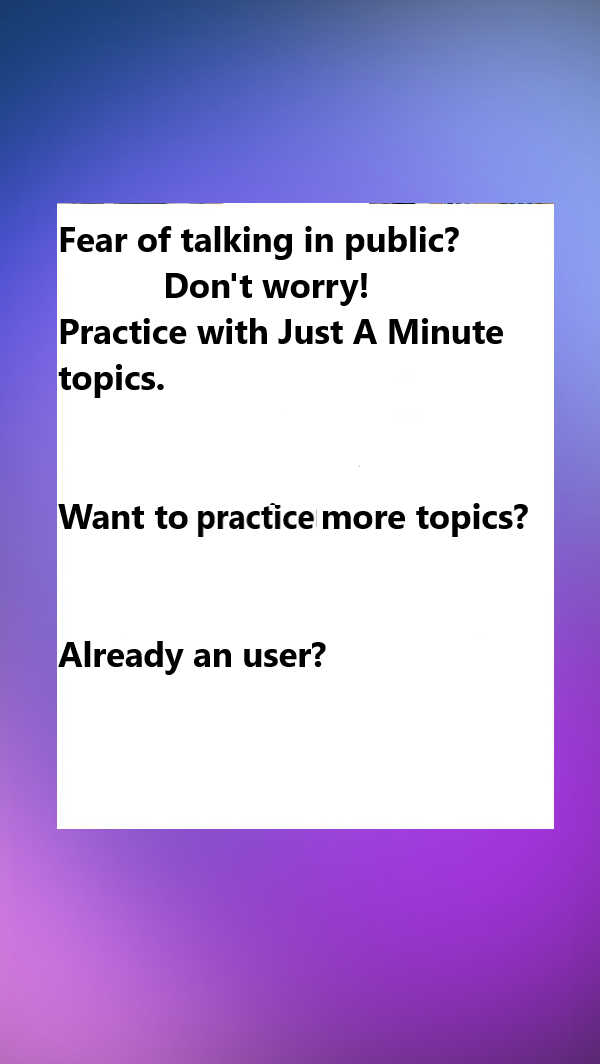 Fear of talking in public?
Don't worry!
Practice with Just A Minute
topics.
Want to practice more topics?
Already an user?